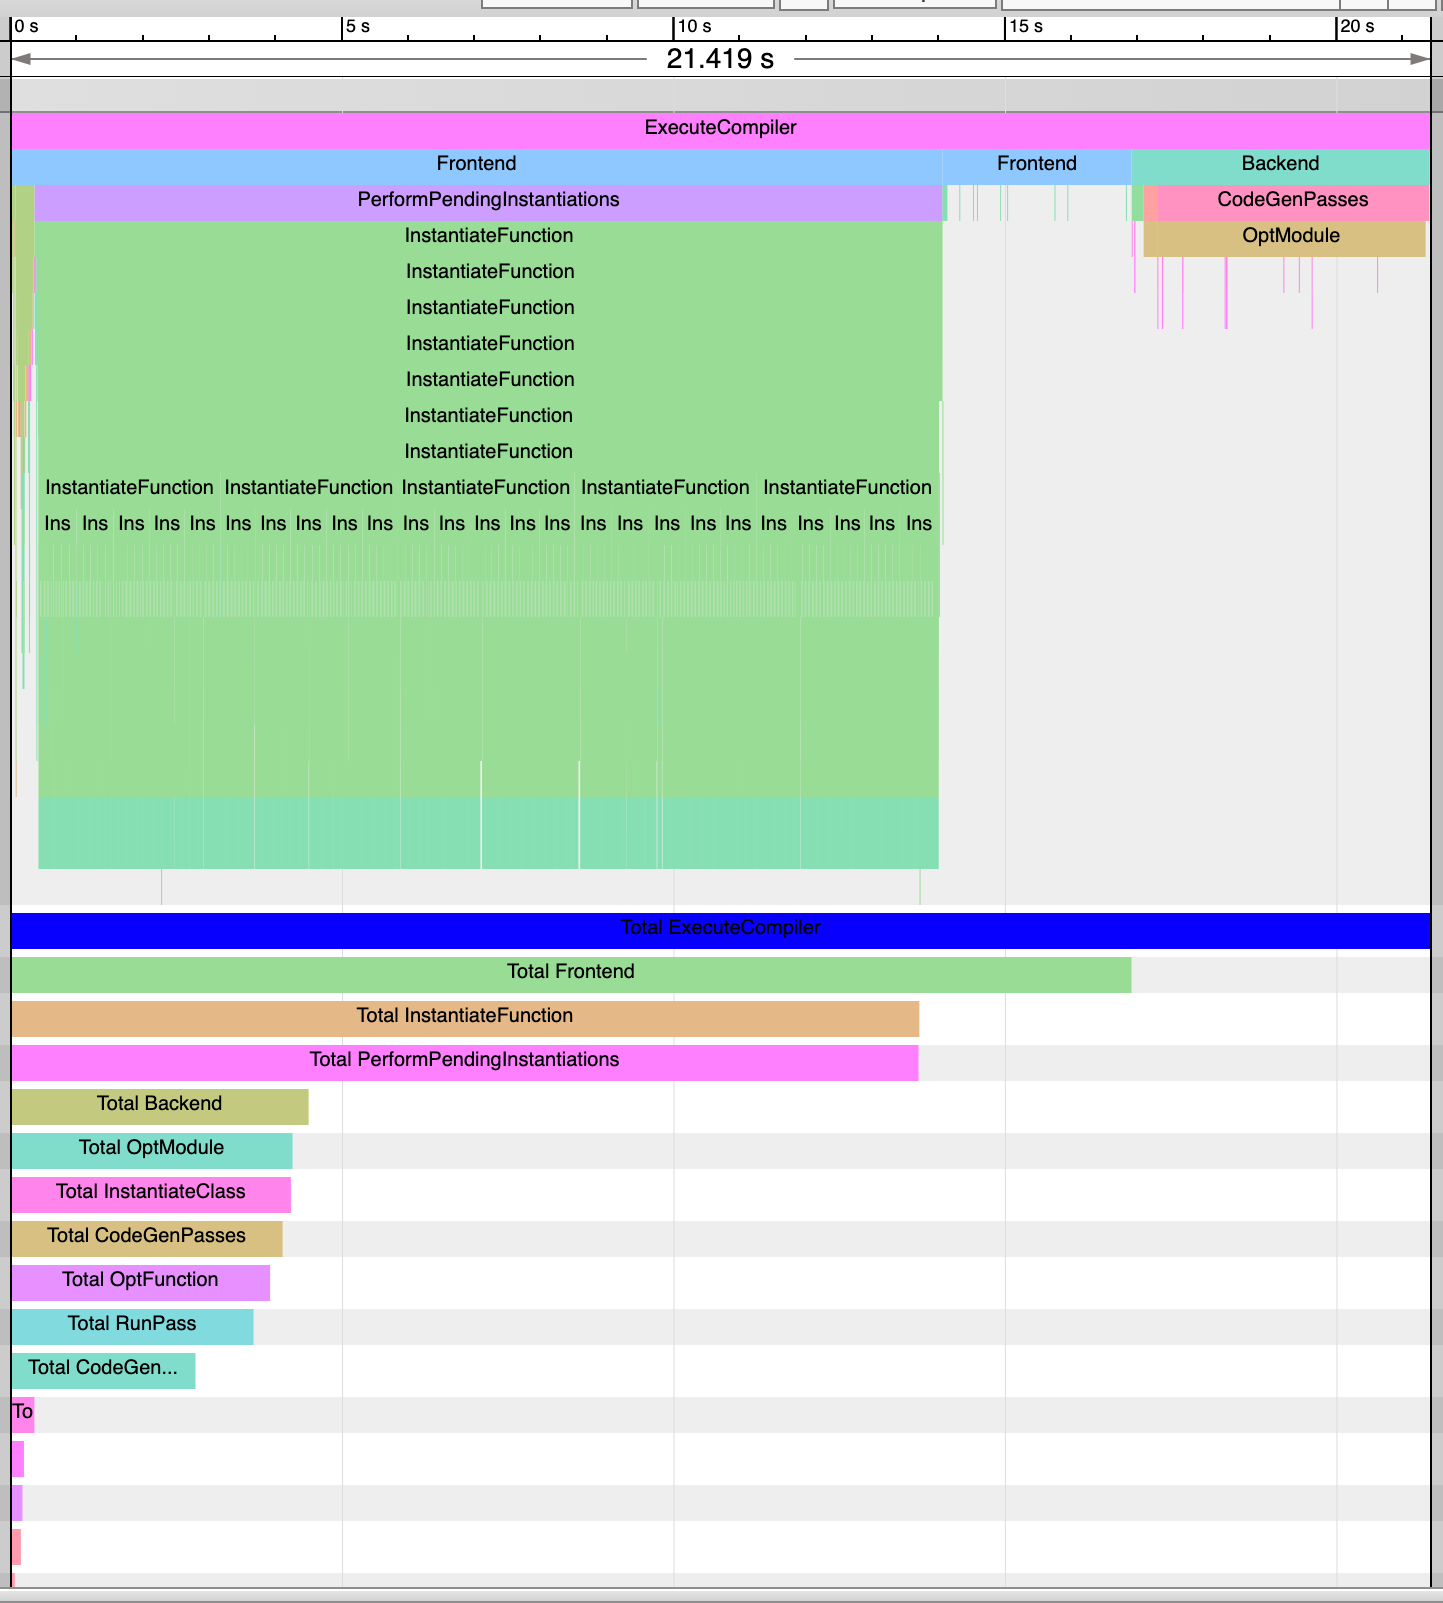 0 s 5 s 10 s 15 s 20 s
21.419 s
ExecuteCompiler
Frontend Frontend Backend
PerformPendingInstantiations CodeGenPasses
InstantiateFunction OptModule
InstantiateFunction
InstantiateFunction
InstantiateFunction
InstantiateFunction
InstantiateFunction
InstantiateFunction
InstantiateFunction InstantiateFunction InstantiateFunction InstantiateFunction InstantiateFunction
Ins Ins Ins Ins Ins Ins Ins Ins Ins Ins Ins Ins Ins Ins Ins Ins Ins Ins Ins Ins Ins Ins Ins Ins Ins
Total ExecuteCompiler
Total Frontend
Total InstantiateFunction
Total PerformPendingInstantiations
Total Backend
Total OptModule
Total InstantiateClass
Total CodeGenPasses
Total OptFunction
Total RunPass
Total CodeGen...
To